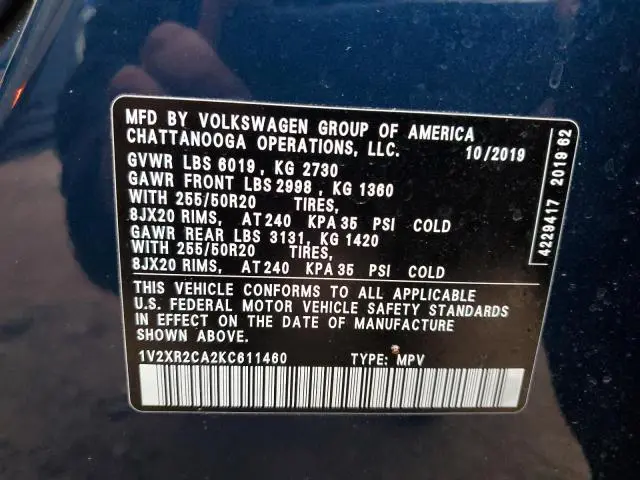 MFD BY VOLKSWAGEN GROUP OF AMERICA
CHATTANOOGA OPERATIONS, LLC. 10/2019
GVWR LBS 6019 , KG 2730
GAWR FRONT LBS 2998 , KG 1360
WITH 255/50R20 TIRES,
8JX20 RIMS, AT 240 KPA 35 PSI COLD
GAWR REAR LBS 3131, KG 1420
WITH 255/50R20 TIRES,
8JX20 RIMS, AT 240 KPA 35 PSI COLD
THIS VEHICLE CONFORMS TO ALL APPLICABLE
U.S. FEDERAL MOTOR VEHICLE SAFETY STANDARDS
IN EFFECT ON THE DATE OF MANUFACTURE
SHOWN ABOVE.
1V2XR2CA2KC611460 TYPE: MPV
4229417 2019 62